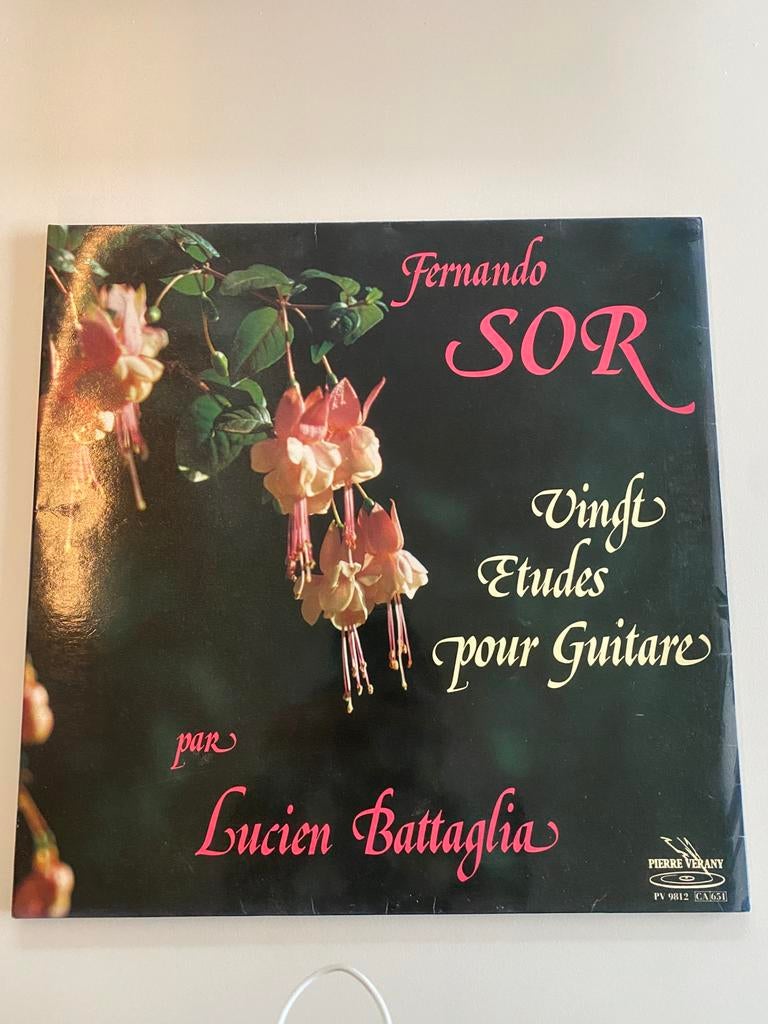 Fernando
SOR
Vingt
Etudes
pour Guitare
par
Lucien Battaglia
PIERRE VERANY
PV 9812 CA 651